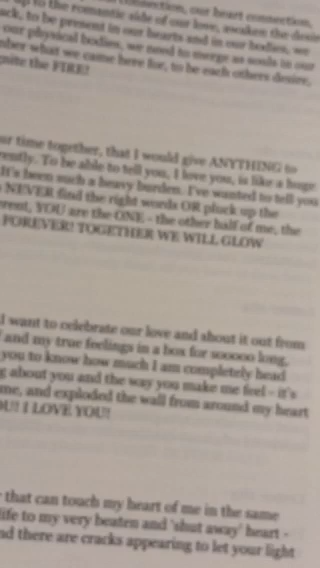 up to the romantic side of our love, awaken the desire
back, to be present in our hearts and in our bodies, we
our physical bodies, we need to merge as souls in our
what we came here for, to be each others desire,
ignite the FIRE!
our time together, that I would give ANYTHING to
To be able to tell you, I love you, is like a huge
It's been such a heavy burden. I've wanted to tell you
NEVER find the right words OR pluck up the
YOU are the ONE - the other half of me, the
FOREVER! TOGETHER WE WILL GLOW
I want to celebrate our love and shout it out from
and my true feelings in a box for sooooo long,
you to know how much I am completely head
about you and the way you make me feel - it's
me, and exploded the wall from around my heart
I LOVE YOU!!
that can touch my heart of me in the same
life to my very beaten and 'shut away' heart -
and there are cracks appearing to let your light